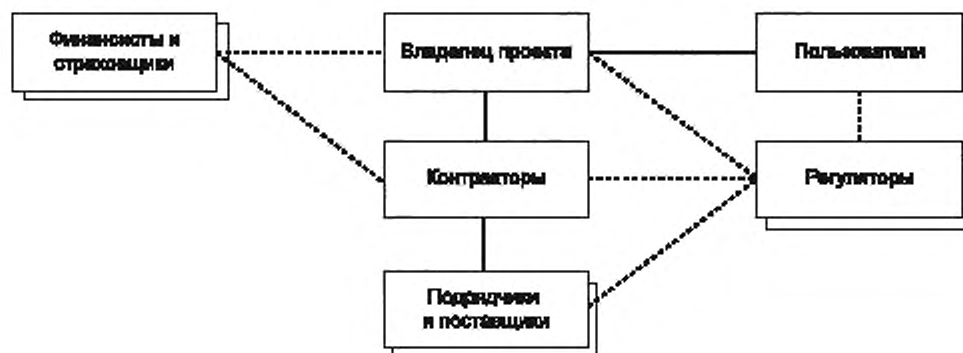 Финансисты и
страховщики
Владелец проекта
Пользователи
Контракторы
Регуляторы
Подрядчики
и поставщики